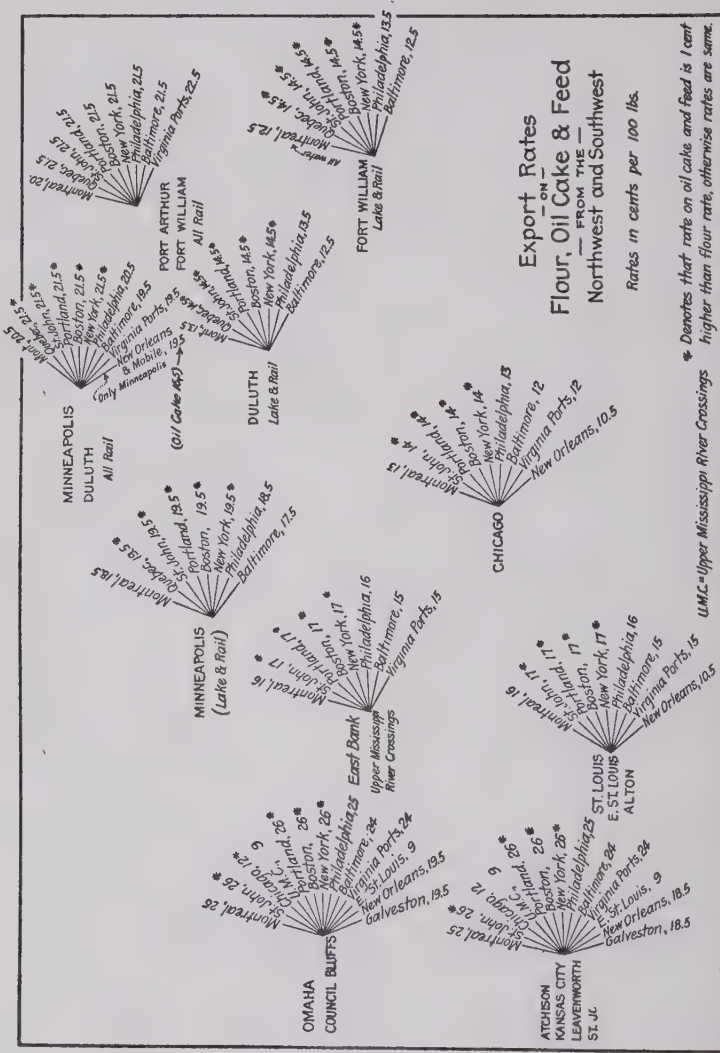 Export Rates
— ON —
Flour, Oil Cake & Feed
— FROM THE —
Northwest and Southwest
Rates in cents per 100 lbs.
MINNEAPOLIS
DULUTH
All Rail
Mont. 20.5
Quebec, 21.5*
St. John, 21.5*
Portland, 21.5*
Boston, 21.5*
New York, 21.5*
Philadelphia, 20.5
Baltimore, 19.5
Virginia Ports, 19.5
New Orleans
& Mobile, 19.5
(Only Minneapolis
PORT ARTHUR
FORT WILLIAM
All Rail
Montreal, 20.
Quebec, 21.5
St. John, 21.5
Portland, 21.5
Boston, 21.5
New York, 21.5
Philadelphia, 21.5
Baltimore, 21.5
Virginia Ports, 22.5
(Oil Cake 16.5) →
DULUTH
Lake & Rail
Mont., 13.5
Quebec, 14.5*
St. John, 14.5*
Portland, 14.5*
Boston, 14.5*
New York, 14.5*
Philadelphia, 13.5
Baltimore, 12.5
FORT WILLIAM
Lake & Rail
All water
Montreal, 12.5
Quebec, 14.5*
St. John, 14.5*
Portland, 14.5*
Boston, 14.5*
New York, 14.5*
Philadelphia, 13.5
Baltimore, 12.5
MINNEAPOLIS
(Lake & Rail)
Montreal, 18.5
Quebec, 19.5*
St. John, 19.5*
Portland, 19.5*
Boston, 19.5*
New York, 19.5*
Philadelphia, 18.5
Baltimore, 17.5
East Bank
Upper Mississippi
River Crossings
Montreal, 16
St. John, 17*
Portland, 17*
Boston, 17*
New York, 17*
Philadelphia, 16
Baltimore, 15
Virginia Ports, 15
CHICAGO
Montreal, 13
St. John, 14*
Portland, 14*
Boston, 14*
New York, 14*
Philadelphia, 13
Baltimore, 12
Virginia Ports, 12
New Orleans, 10.5
OMAHA
COUNCIL BLUFFS
Montreal, 26
St. John, 26*
Chicago, 12*
U.M.C., 9
Portland, 26*
Boston, 26*
New York, 26*
Philadelphia, 25
Baltimore, 24
Virginia Ports, 24
E. St. Louis, 9
New Orleans, 19.5
Galveston, 19.5
ATCHISON
KANSAS CITY
LEAVENWORTH
ST. JC.
Montreal, 25
St. John, 26*
Chicago, 12
U.M.C., 9
Portland, 26*
Boston, 26*
New York, 26*
Philadelphia, 25
Baltimore, 24
Virginia Ports, 24
E. St. Louis, 9
New Orleans, 18.5
Galveston, 18.5
ST. LOUIS
E. ST. LOUIS
ALTON
Montreal, 16
St. John, 17*
Portland, 17*
Boston, 17*
New York, 17*
Philadelphia, 16
Baltimore, 15
Virginia Ports, 15
New Orleans, 10.5
U.M.C. = Upper Mississippi River Crossings
* Denotes that rate on oil cake and feed is 1 cent
higher than flour rate, otherwise rates are same.